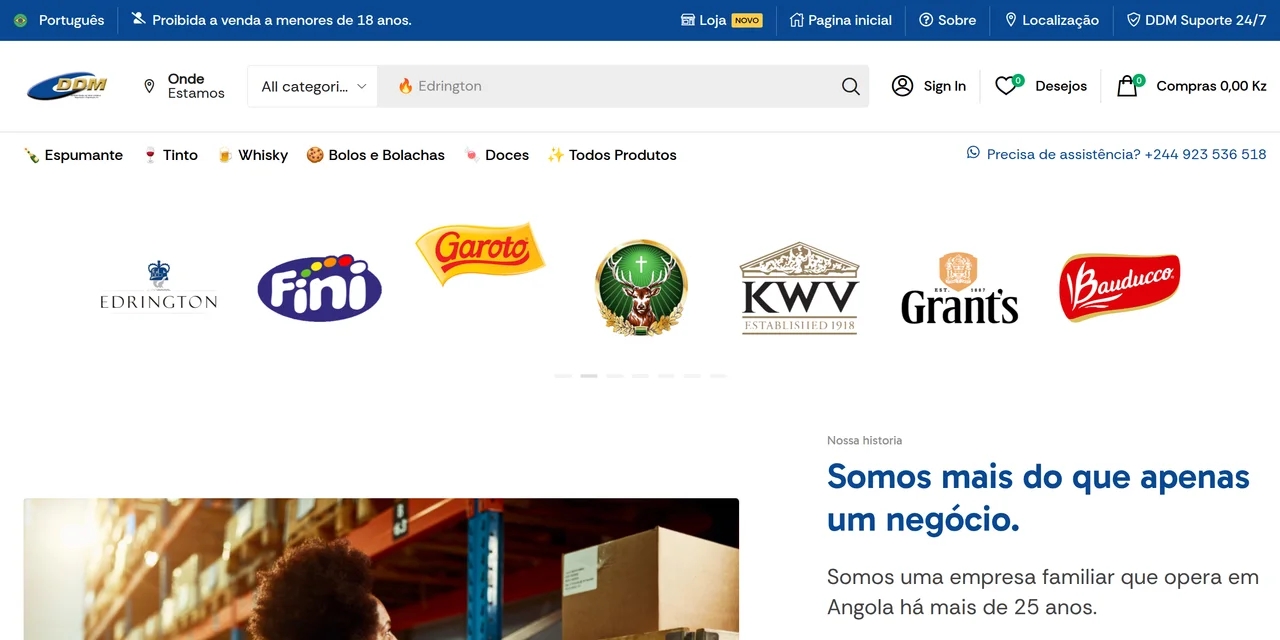 Português
Proibida a venda a menores de 18 anos.
Loja NOVO
Pagina inicial
Sobre
Localização
DDM Suporte 24/7
DDM
Onde
Estamos
All categori...
🔥 Edrington
Sign In
0
Desejos
0
Compras 0,00 Kz
Espumante
Tinto
Whisky
Bolos e Bolachas
Doces
Todos Produtos
Precisa de assistência? +244 923 536 518
EDRINGTON
Fini
Garoto
KWV
ESTABLISHED 1918
EST. 1887
Grant's
Bauducco
Nossa historia
Somos mais do que apenas
um negócio.
Somos uma empresa familiar que opera em
Angola há mais de 25 anos.